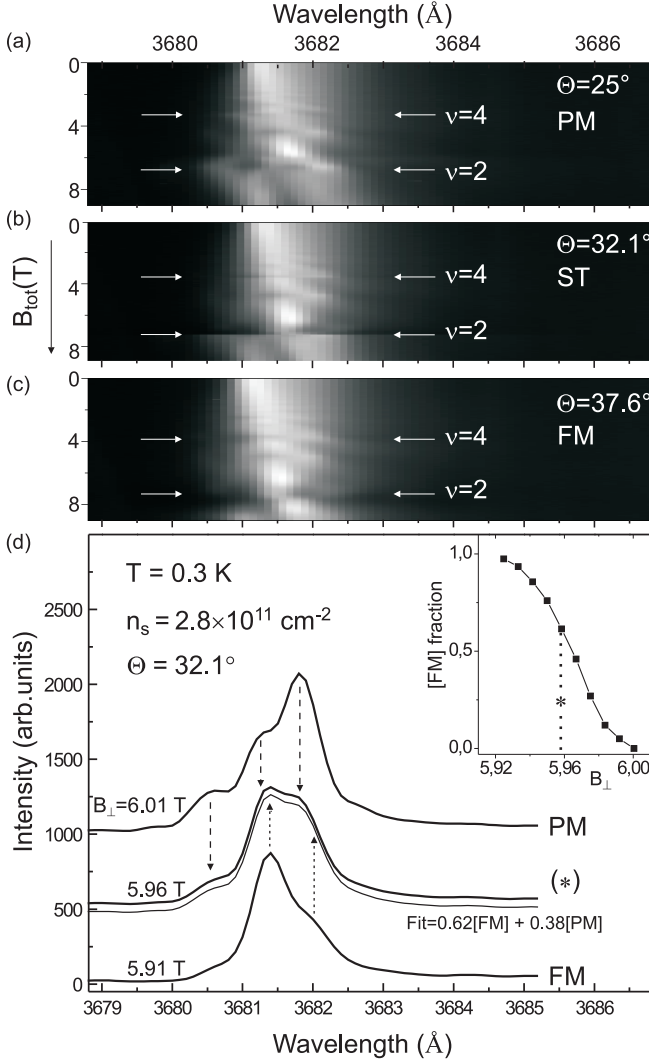 Wavelength (Å)
3680 3682 3684 3686
(a)
0
4
8
Θ=25°
PM
ν=4
ν=2
(b)
0
4
8
Θ=32.1°
ST
ν=4
ν=2
B_tot(T)
(c)
0
4
8
Θ=37.6°
FM
ν=4
ν=2
(d)
T = 0.3 K
n_s = 2.8×10^11 cm^-2
Θ = 32.1°
Intensity (arb.units)
2500
2000
1500
1000
500
0
[FM] fraction
1,0
0,5
0,0
*
5,92 5,96 6,00
B_⊥
B_⊥=6.01 T
PM
5.96 T
(*)
Fit=0.62[FM] + 0.38[PM]
5.91 T
FM
3679 3680 3681 3682 3683 3684 3685 3686
Wavelength (Å)